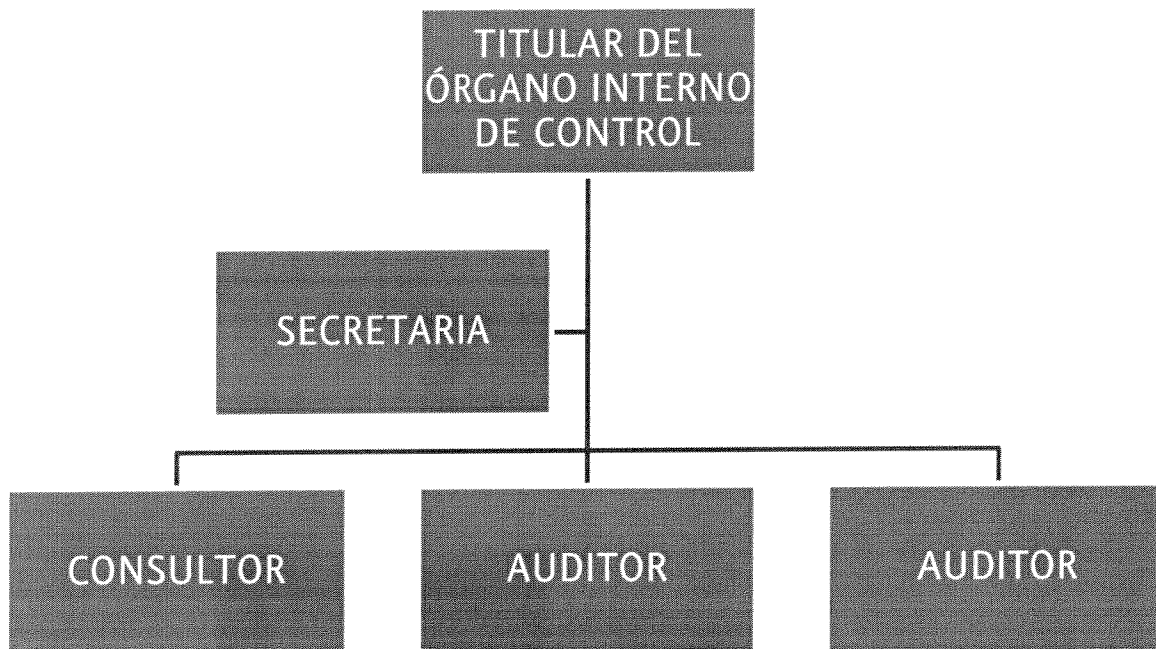 TITULAR DEL
ÓRGANO INTERNO
DE CONTROL
SECRETARIA
CONSULTOR
AUDITOR
AUDITOR